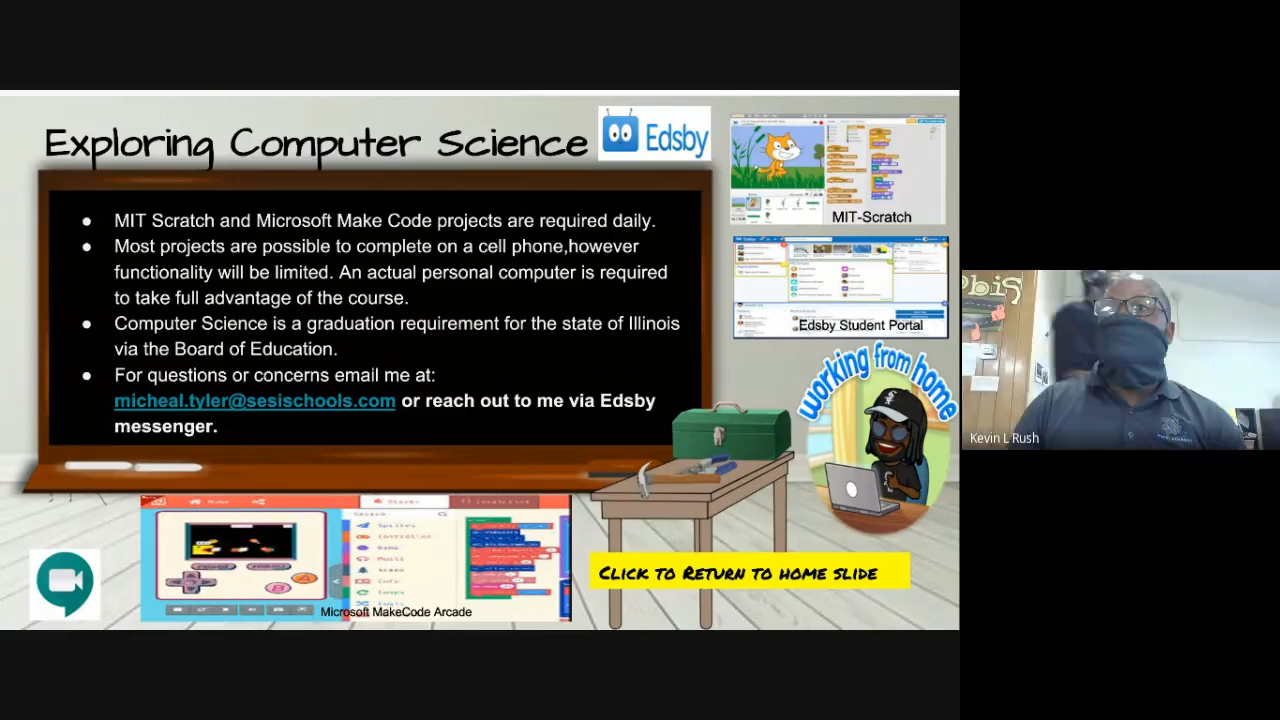 Exploring Computer Science
Edsby
MIT Scratch and Microsoft Make Code projects are required daily.
Most projects are possible to complete on a cell phone,however
functionality will be limited. An actual personal computer is required
to take full advantage of the course.
Computer Science is a graduation requirement for the state of Illinois
via the Board of Education.
For questions or concerns email me at:
micheal.tyler@sesischools.com or reach out to me via Edsby
messenger.
MIT-Scratch
Edsby Student Portal
working from home
Microsoft MakeCode Arcade
Click to Return to home slide
Kevin L Rush